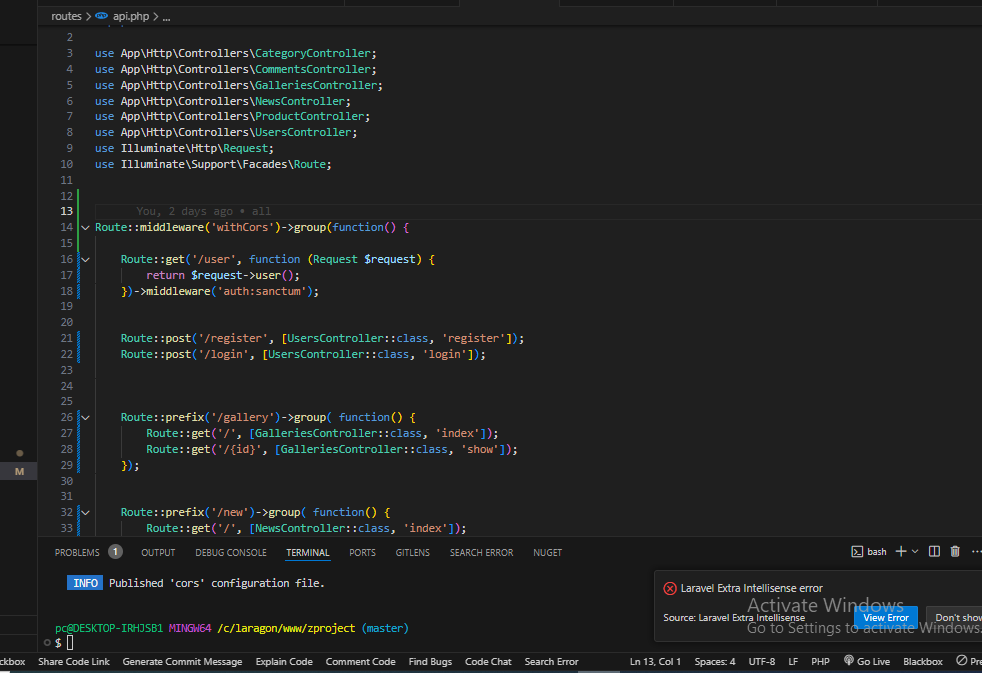 routes > api.php > ...
2
3 use App\Http\Controllers\CategoryController;
4 use App\Http\Controllers\CommentsController;
5 use App\Http\Controllers\GalleriesController;
6 use App\Http\Controllers\NewsController;
7 use App\Http\Controllers\ProductController;
8 use App\Http\Controllers\UsersController;
9 use Illuminate\Http\Request;
10 use Illuminate\Support\Facades\Route;
11
12
13 You, 2 days ago • all
14 Route::middleware('withCors')->group(function() {
15
16 Route::get('/user', function (Request $request) {
17 return $request->user();
18 })->middleware('auth:sanctum');
19
20
21 Route::post('/register', [UsersController::class, 'register']);
22 Route::post('/login', [UsersController::class, 'login']);
23
24
25
26 Route::prefix('/gallery')->group( function() {
27 Route::get('/', [GalleriesController::class, 'index']);
28 Route::get('/{id}', [GalleriesController::class, 'show']);
29 });
30
31
32 Route::prefix('/new')->group( function() {
33 Route::get('/', [NewsController::class, 'index']);
M
PROBLEMS 1 OUTPUT DEBUG CONSOLE TERMINAL PORTS GITLENS SEARCH ERROR NUGET bash
INFO Published 'cors' configuration file.
Laravel Extra Intellisense error
Activate Windows
Source: Laravel Extra Intellisense View Error Don't show
Go to Settings to activate Windows.
pc@DESKTOP-IRHJSB1 MINGW64 /c/laragon/www/zproject (master)
$
ckbox Share Code Link Generate Commit Message Explain Code Comment Code Find Bugs Code Chat Search Error Ln 13, Col 1 Spaces: 4 UTF-8 LF PHP Go Live Blackbox Pre